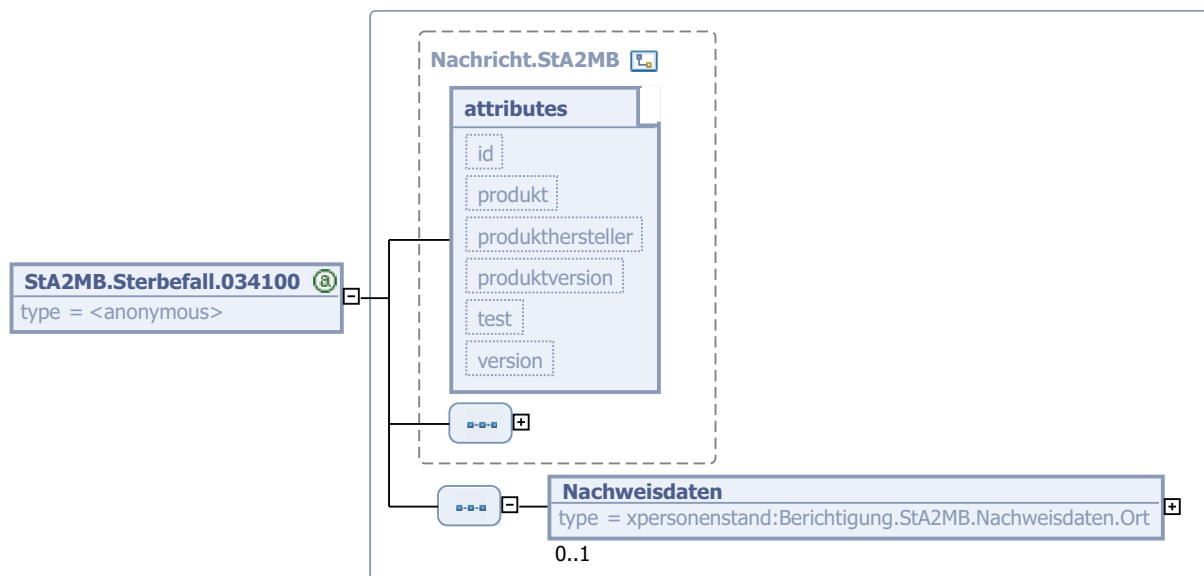 Nachricht.StA2MB
attributes
id
produkt
produkthersteller
produktversion
test
version
StA2MB.Sterbefall.034100 a
type = <anonymous>
Nachweisdaten
type = xpersonenstand:Berichtigung.StA2MB.Nachweisdaten.Ort
0..1